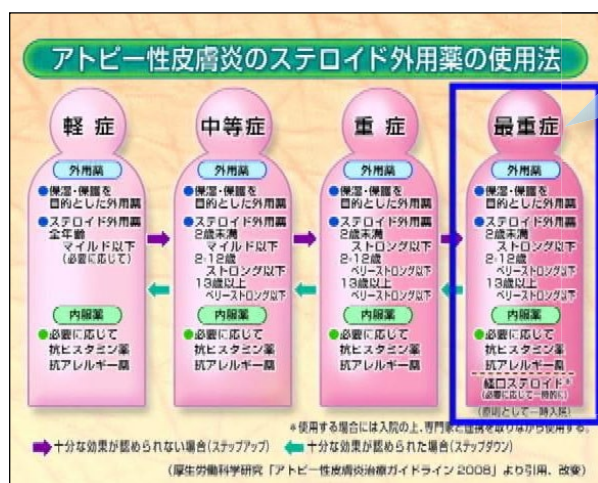 アトピー性皮膚炎のステロイド外用薬の使用法
軽症
外用薬
●保湿・保護を
目的とした外用薬
●ステロイド外用薬
全年齢
マイルド以下
(必要に応じて)
内服薬
●必要に応じて
抗ヒスタミン薬
抗アレルギー薬
中等症
外用薬
●保湿・保護を
目的とした外用薬
●ステロイド外用薬
2歳未満
マイルド以下
2-12歳
ストロング以下
13歳以上
ベリーストロング以下
内服薬
●必要に応じて
抗ヒスタミン薬
抗アレルギー薬
重症
外用薬
●保湿・保護を
目的とした外用薬
●ステロイド外用薬
2歳未満
ストロング以下
2-12歳
ベリーストロング以下
13歳以上
ベリーストロング以下
内服薬
●必要に応じて
抗ヒスタミン薬
抗アレルギー薬
最重症
外用薬
●保湿・保護を
目的とした外用薬
●ステロイド外用薬
2歳未満
ストロング以下
2-12歳
ベリーストロング以下
13歳以上
ベリーストロング以下
内服薬
●必要に応じて
抗ヒスタミン薬
抗アレルギー薬
経口ステロイド*
(必要に応じて一時的に)
(原則として一時入院)
*使用する場合には入院の上、専門家と連携を取りながら使用する。
十分な効果が認められない場合(ステップアップ) 十分な効果が認められた場合(ステップダウン)
(厚生労働科学研究「アトピー性皮膚炎治療ガイドライン2008」より引用、改変)